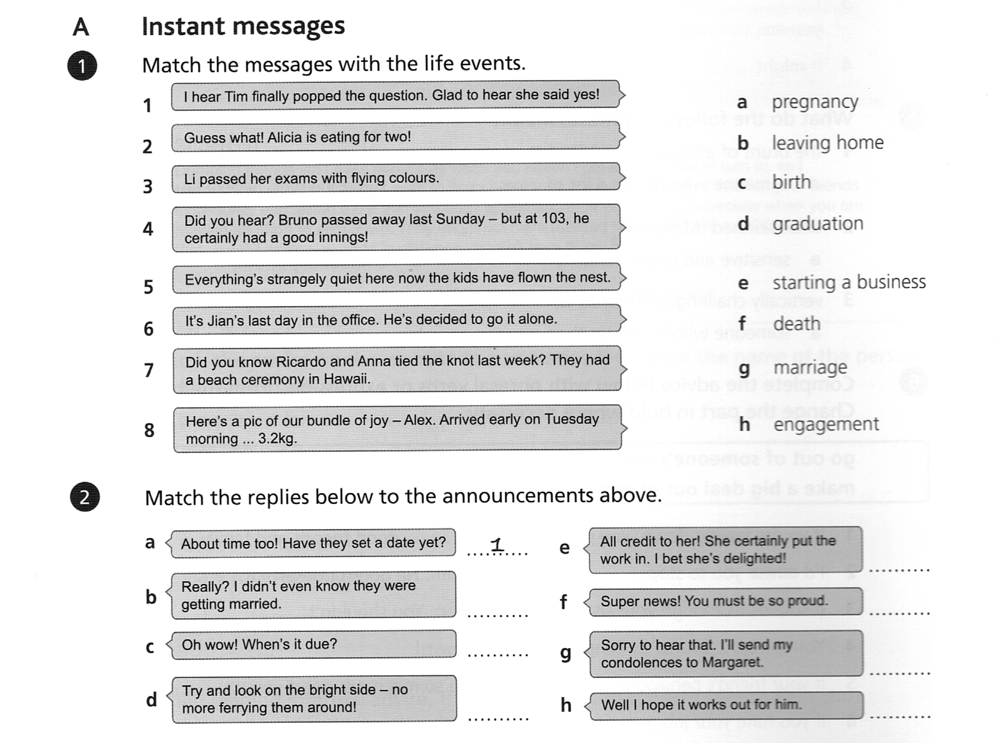 A Instant messages
1 Match the messages with the life events.
1 I hear Tim finally popped the question. Glad to hear she said yes!
a pregnancy
2 Guess what! Alicia is eating for two!
b leaving home
3 Li passed her exams with flying colours.
c birth
4 Did you hear? Bruno passed away last Sunday – but at 103, he
certainly had a good innings!
d graduation
5 Everything's strangely quiet here now the kids have flown the nest.
e starting a business
6 It's Jian's last day in the office. He's decided to go it alone.
f death
7 Did you know Ricardo and Anna tied the knot last week? They had
a beach ceremony in Hawaii.
g marriage
8 Here's a pic of our bundle of joy – Alex. Arrived early on Tuesday
morning ... 3.2kg.
h engagement
2 Match the replies below to the announcements above.
a About time too! Have they set a date yet? ....1....
b Really? I didn't even know they were
getting married. ..........
c Oh wow! When's it due? ..........
d Try and look on the bright side – no
more ferrying them around! ..........
e All credit to her! She certainly put the
work in. I bet she's delighted! ..........
f Super news! You must be so proud. ..........
g Sorry to hear that. I'll send my
condolences to Margaret. ..........
h Well I hope it works out for him. ..........